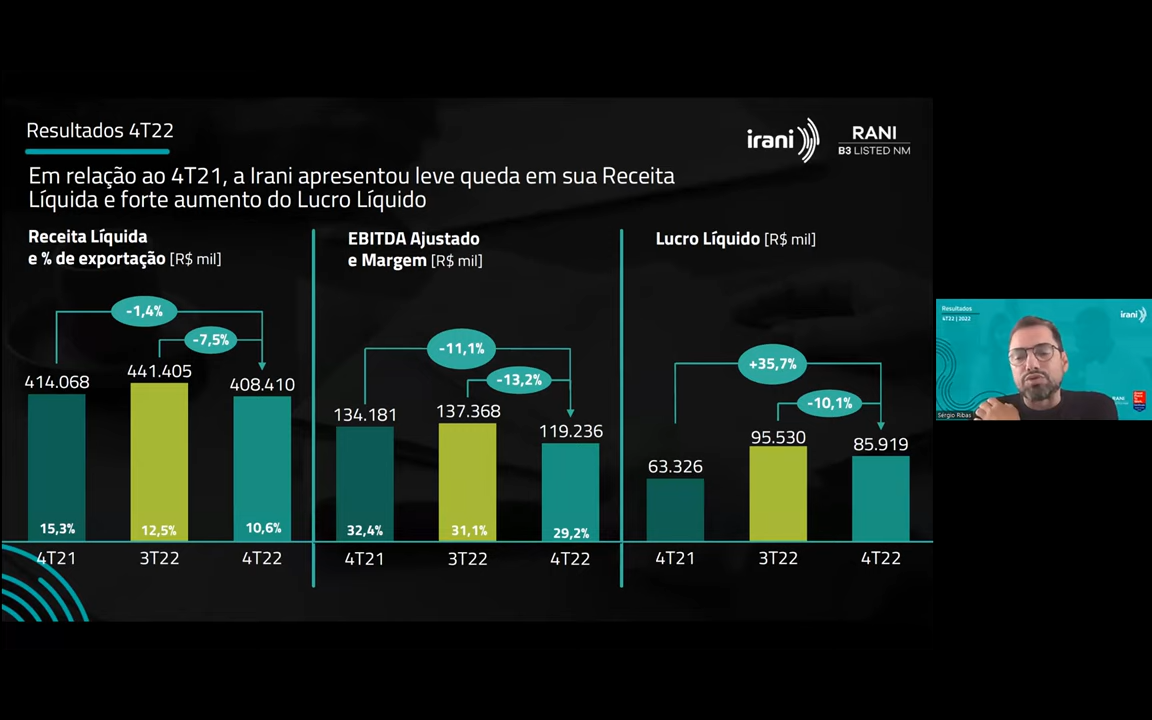 Resultados 4T22
irani
RANI
B3 LISTED NM
Em relação ao 4T21, a Irani apresentou leve queda em sua Receita
Líquida e forte aumento do Lucro Líquido
Receita Líquida
e % de exportação [R$ mil]
-1,4%
-7,5%
414.068
441.405
408.410
15,3%
12,5%
10,6%
4T21
3T22
4T22
EBITDA Ajustado
e Margem [R$ mil]
-11,1%
-13,2%
134.181
137.368
119.236
32,4%
31,1%
29,2%
4T21
3T22
4T22
Lucro Líquido [R$ mil]
+35,7%
-10,1%
63.326
95.530
85.919
4T21
3T22
4T22
Resultados
4T22 | 2022
irani
RANI
Sérgio Ribas